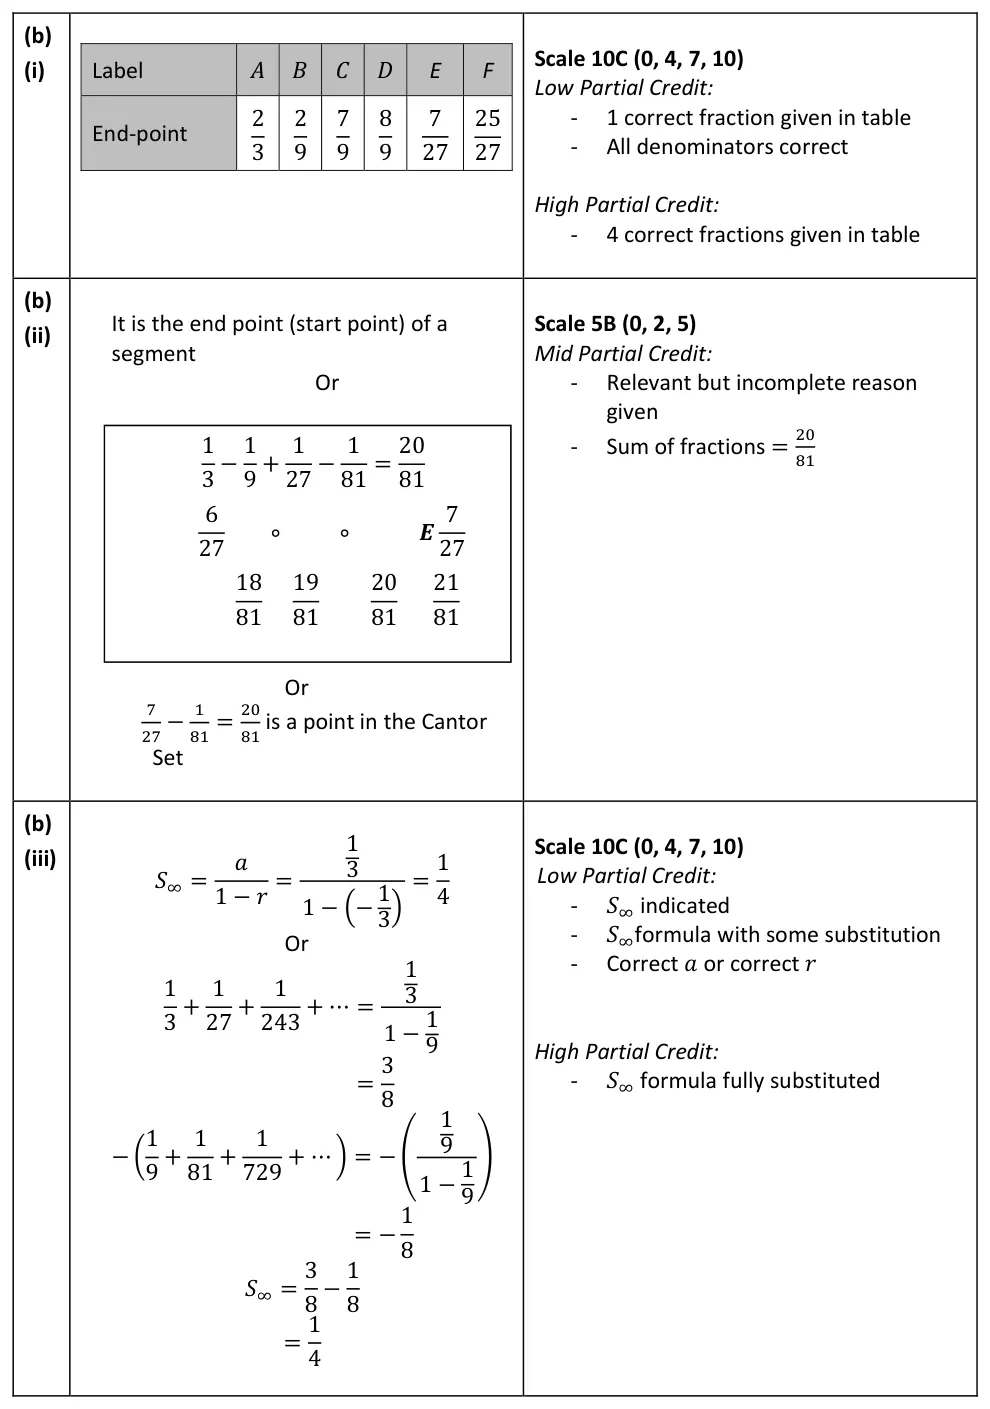 (b)
(i)
Label A B C D E F
End-point 2/3 2/9 7/9 8/9 7/27 25/27
Scale 10C (0, 4, 7, 10)
Low Partial Credit:
- 1 correct fraction given in table
- All denominators correct
High Partial Credit:
- 4 correct fractions given in table
(b)
(ii)
It is the end point (start point) of a
segment
Or
1/3 − 1/9 + 1/27 − 1/81 = 20/81
6/27 ∘ ∘ E 7/27
18/81 19/81 20/81 21/81
Or
7/27 − 1/81 = 20/81 is a point in the Cantor
Set
Scale 5B (0, 2, 5)
Mid Partial Credit:
- Relevant but incomplete reason
given
- Sum of fractions = 20/81
(b)
(iii)
S∞ = a/(1 − r) = (1/3)/(1 − (−1/3)) = 1/4
Or
1/3 + 1/27 + 1/243 + ⋯ = (1/3)/(1 − 1/9)
= 3/8
−(1/9 + 1/81 + 1/729 + ⋯) = −((1/9)/(1 − 1/9))
= −1/8
S∞ = 3/8 − 1/8
= 1/4
Scale 10C (0, 4, 7, 10)
Low Partial Credit:
- S∞ indicated
- S∞formula with some substitution
- Correct a or correct r
High Partial Credit:
- S∞ formula fully substituted